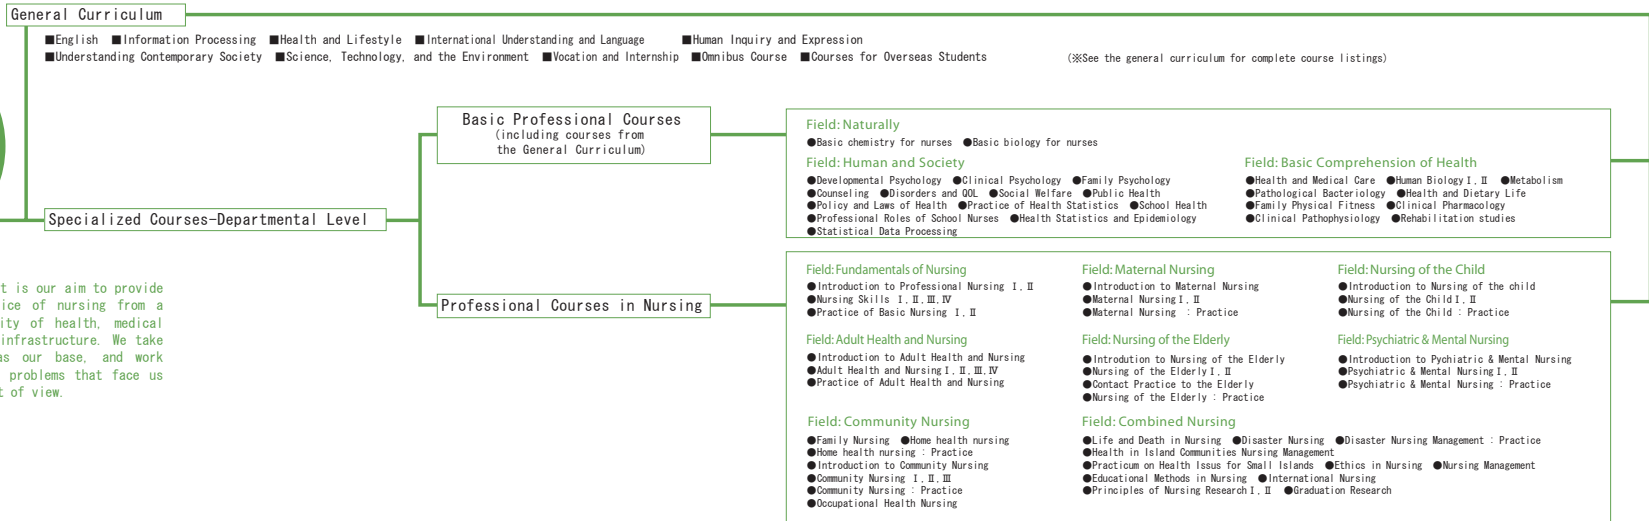 General Curriculum
■English ■Information Processing ■Health and Lifestyle ■International Understanding and Language ■Human Inquiry and Expression
■Understanding Contemporary Society ■Science, Technology, and the Environment ■Vocation and Internship ■Omnibus Course ■Courses for Overseas Students (※See the general curriculum for complete course listings)
Basic Professional Courses
(including courses from
the General Curriculum)
Field: Naturally
●Basic chemistry for nurses ●Basic biology for nurses
Field: Human and Society
●Developmental Psychology ●Clinical Psychology ●Family Psychology
●Counseling ●Disorders and QOL ●Social Welfare ●Public Health
●Policy and Laws of Health ●Practice of Health Statistics ●School Health
●Professional Roles of School Nurses ●Health Statistics and Epidemiology
●Statistical Data Processing
Field: Basic Comprehension of Health
●Health and Medical Care ●Human Biology Ⅰ, Ⅱ ●Metabolism
●Pathological Bacteriology ●Health and Dietary Life
●Family Physical Fitness ●Clinical Pharmacology
●Clinical Pathophysiology ●Rehabilitation studies
Specialized Courses-Departmental Level
t is our aim to provide
ice of nursing from a
ity of health, medical
infrastructure. We take
as our base, and work
problems that face us
t of view.
Professional Courses in Nursing
Field: Fundamentals of Nursing
●Introduction to Professional Nursing Ⅰ, Ⅱ
●Nursing Skills Ⅰ, Ⅱ, Ⅲ, Ⅳ
●Practice of Basic Nursing Ⅰ, Ⅱ
Field: Maternal Nursing
●Introduction to Maternal Nursing
●Maternal Nursing Ⅰ, Ⅱ
●Maternal Nursing : Practice
Field: Nursing of the Child
●Introduction to Nursing of the child
●Nursing of the Child Ⅰ, Ⅱ
●Nursing of the Child : Practice
Field: Adult Health and Nursing
●Introduction to Adult Health and Nursing
●Adult Health and Nursing Ⅰ, Ⅱ, Ⅲ, Ⅳ
●Practice of Adult Health and Nursing
Field: Nursing of the Elderly
●Introdution to Nursing of the Elderly
●Nursing of the Elderly Ⅰ, Ⅱ
●Contact Practice to the Elderly
●Nursing of the Elderly : Practice
Field: Psychiatric & Mental Nursing
●Introduction to Pychiatric & Mental Nursing
●Psychiatric & Mental Nursing Ⅰ, Ⅱ
●Psychiatric & Mental Nursing : Practice
Field: Community Nursing
●Family Nursing ●Home health nursing
●Home health nursing : Practice
●Introduction to Community Nursing
●Community Nursing Ⅰ, Ⅱ, Ⅲ
●Community Nursing : Practice
●Occupational Health Nursing
Field: Combined Nursing
●Life and Death in Nursing ●Disaster Nursing ●Disaster Nursing Management : Practice
●Health in Island Communities Nursing Management
●Practicum on Health Issus for Small Islands ●Ethics in Nursing ●Nursing Management
●Educational Methods in Nursing ●International Nursing
●Principles of Nursing Research Ⅰ, Ⅱ ●Graduation Research